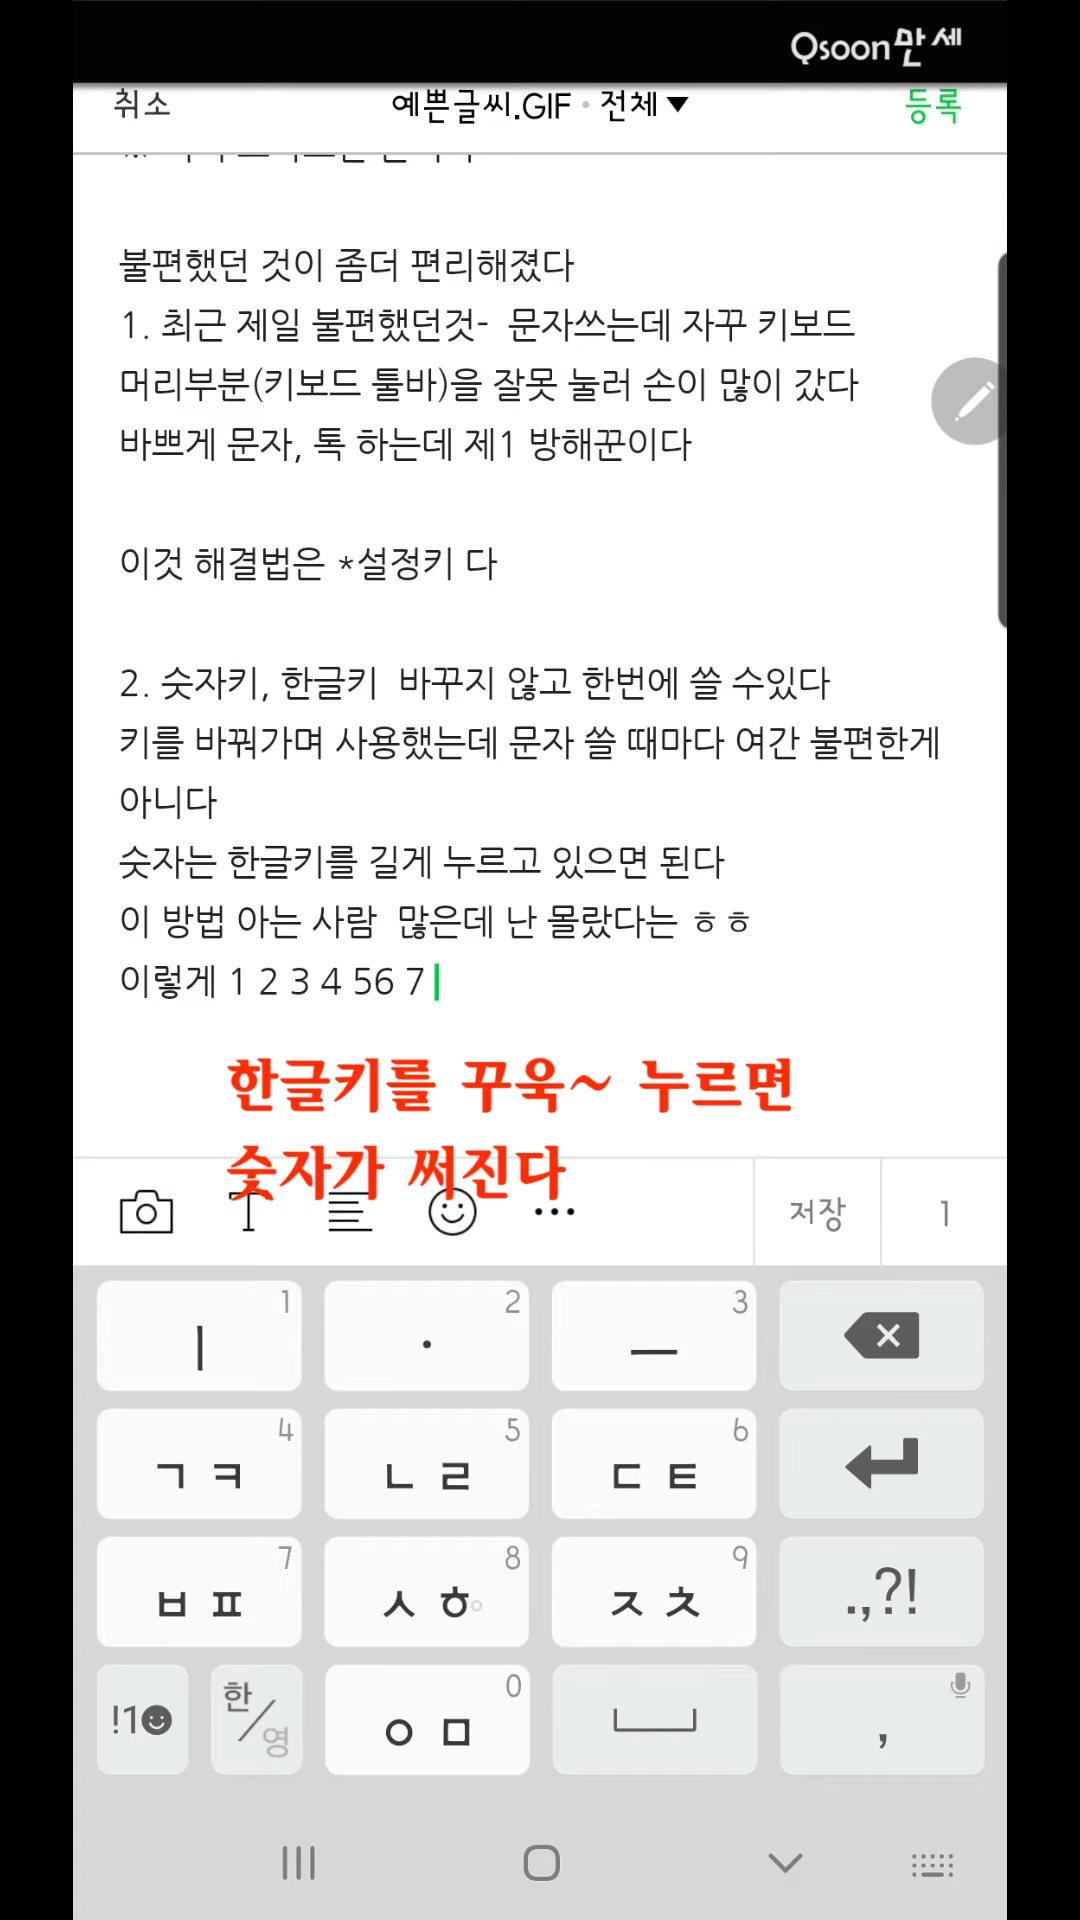 Qsoon만세
취소 예쁜글씨.GIF • 전체 ▼ 등록
불편했던 것이 좀더 편리해졌다
1. 최근 제일 불편했던것- 문자쓰는데 자꾸 키보드
머리부분(키보드 툴바)을 잘못 눌러 손이 많이 갔다
바쁘게 문자, 톡 하는데 제1 방해꾼이다
이것 해결법은 *설정키 다
2. 숫자키, 한글키 바꾸지 않고 한번에 쓸 수있다
키를 바꿔가며 사용했는데 문자 쓸 때마다 여간 불편한게
아니다
숫자는 한글키를 길게 누르고 있으면 된다
이 방법 아는 사람 많은데 난 몰랐다는 ㅎㅎ
이렇게 1 2 3 4 56 7
한글키를 꾸욱~ 누르면
숫자가 써진다
T 저장 1
ㅣ 1 · 2 ㅡ 3
ㄱ ㅋ 4 ㄴ ㄹ 5 ㄷ ㅌ 6
ㅂ ㅍ 7 ㅅ ㅎ 8 ㅈ ㅊ 9 .,?!
!1☻ 한/영 ㅇ ㅁ 0 ,